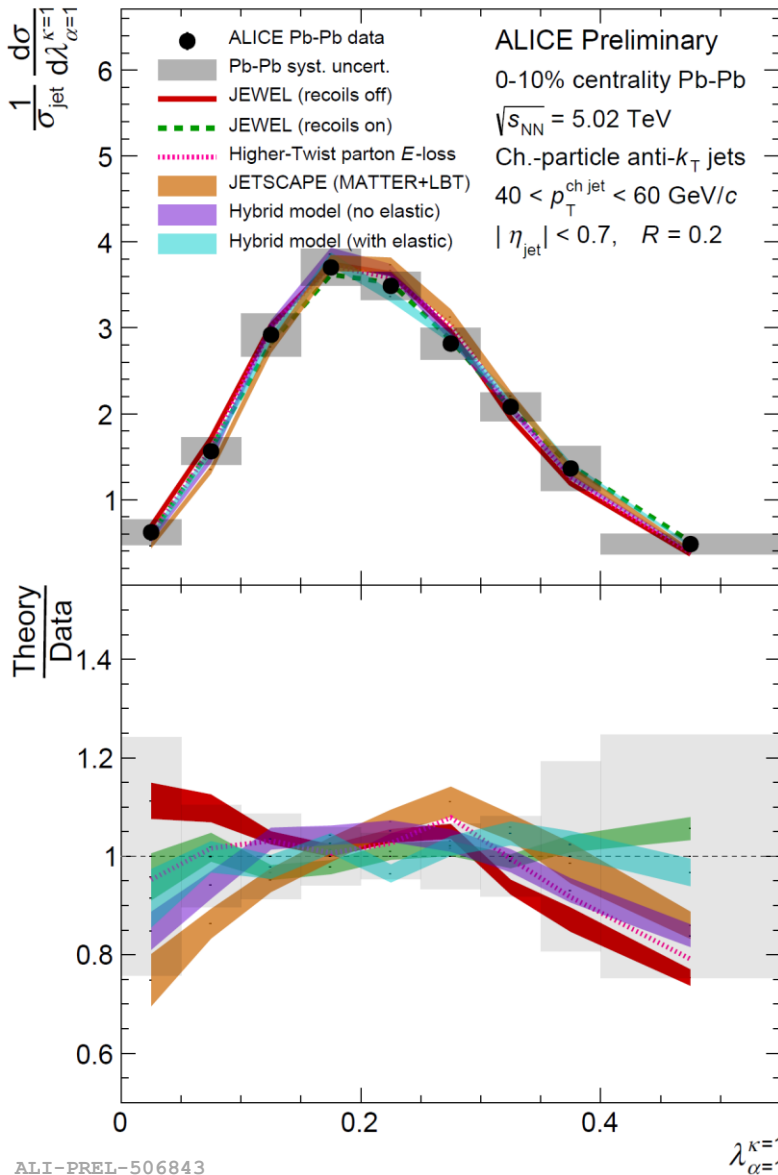 1/σ_jet dσ/dλ_{α=1}^{κ=1}
ALICE Pb-Pb data
Pb-Pb syst. uncert.
JEWEL (recoils off)
JEWEL (recoils on)
Higher-Twist parton E-loss
JETSCAPE (MATTER+LBT)
Hybrid model (no elastic)
Hybrid model (with elastic)
ALICE Preliminary
0-10% centrality Pb-Pb
√s_NN = 5.02 TeV
Ch.-particle anti-k_T jets
40 < p_T^{ch jet} < 60 GeV/c
| η_jet | < 0.7, R = 0.2
6
5
4
3
2
1
Theory
Data
1.4
1.2
1
0.8
0.6
0
0.2
0.4
λ_{α=1}^{κ=1}
ALI-PREL-506843